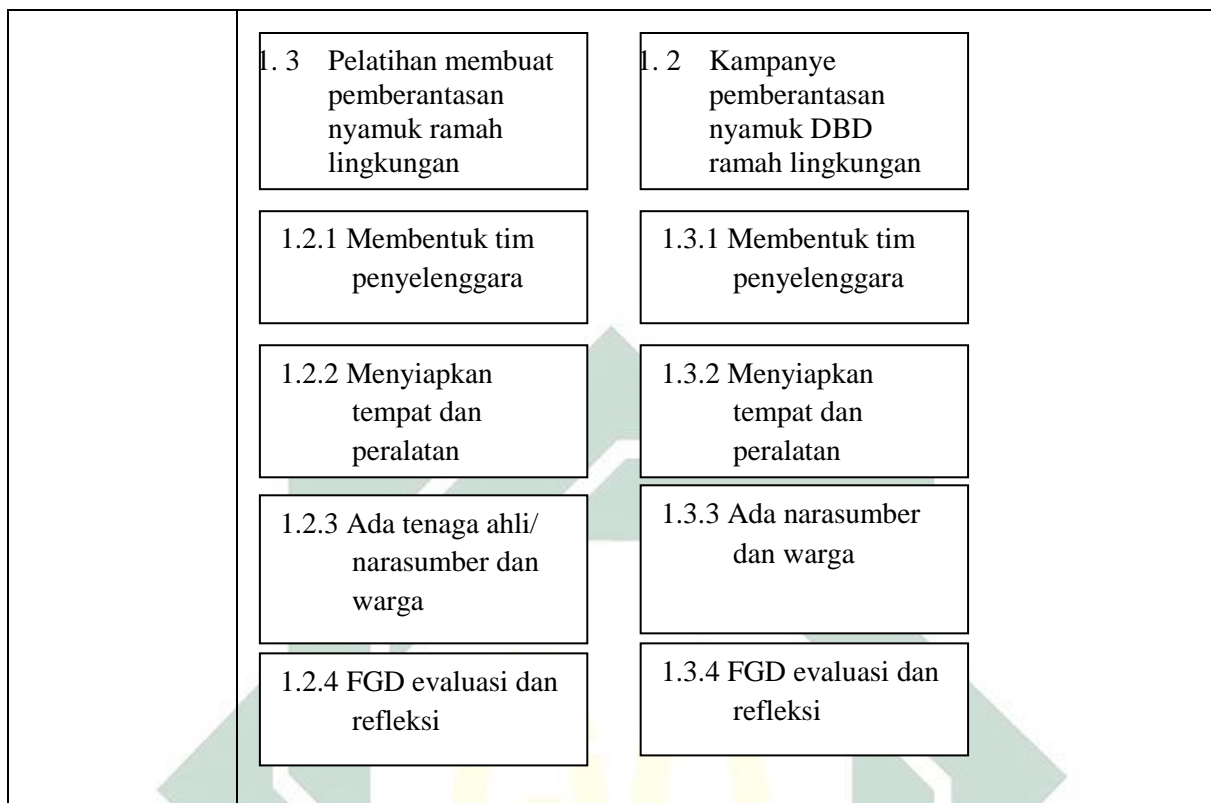 1. 3 Pelatihan membuat
pemberantasan
nyamuk ramah
lingkungan
1.2.1 Membentuk tim
penyelenggara
1.2.2 Menyiapkan
tempat dan
peralatan
1.2.3 Ada tenaga ahli/
narasumber dan
warga
1.2.4 FGD evaluasi dan
refleksi
1. 2 Kampanye
pemberantasan
nyamuk DBD
ramah lingkungan
1.3.1 Membentuk tim
penyelenggara
1.3.2 Menyiapkan
tempat dan
peralatan
1.3.3 Ada narasumber
dan warga
1.3.4 FGD evaluasi dan
refleksi